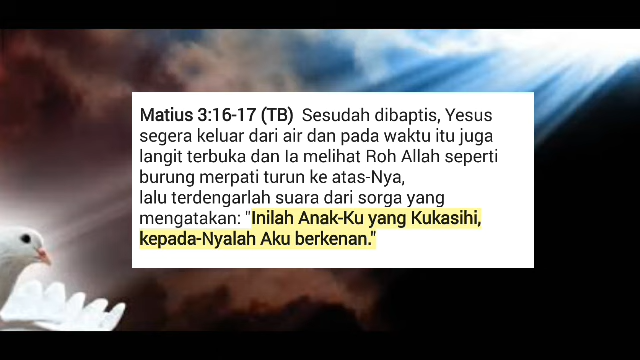 Matius 3:16-17 (TB) Sesudah dibaptis, Yesus
segera keluar dari air dan pada waktu itu juga
langit terbuka dan Ia melihat Roh Allah seperti
burung merpati turun ke atas-Nya,
lalu terdengarlah suara dari sorga yang
mengatakan: "Inilah Anak-Ku yang Kukasihi,
kepada-Nyalah Aku berkenan."